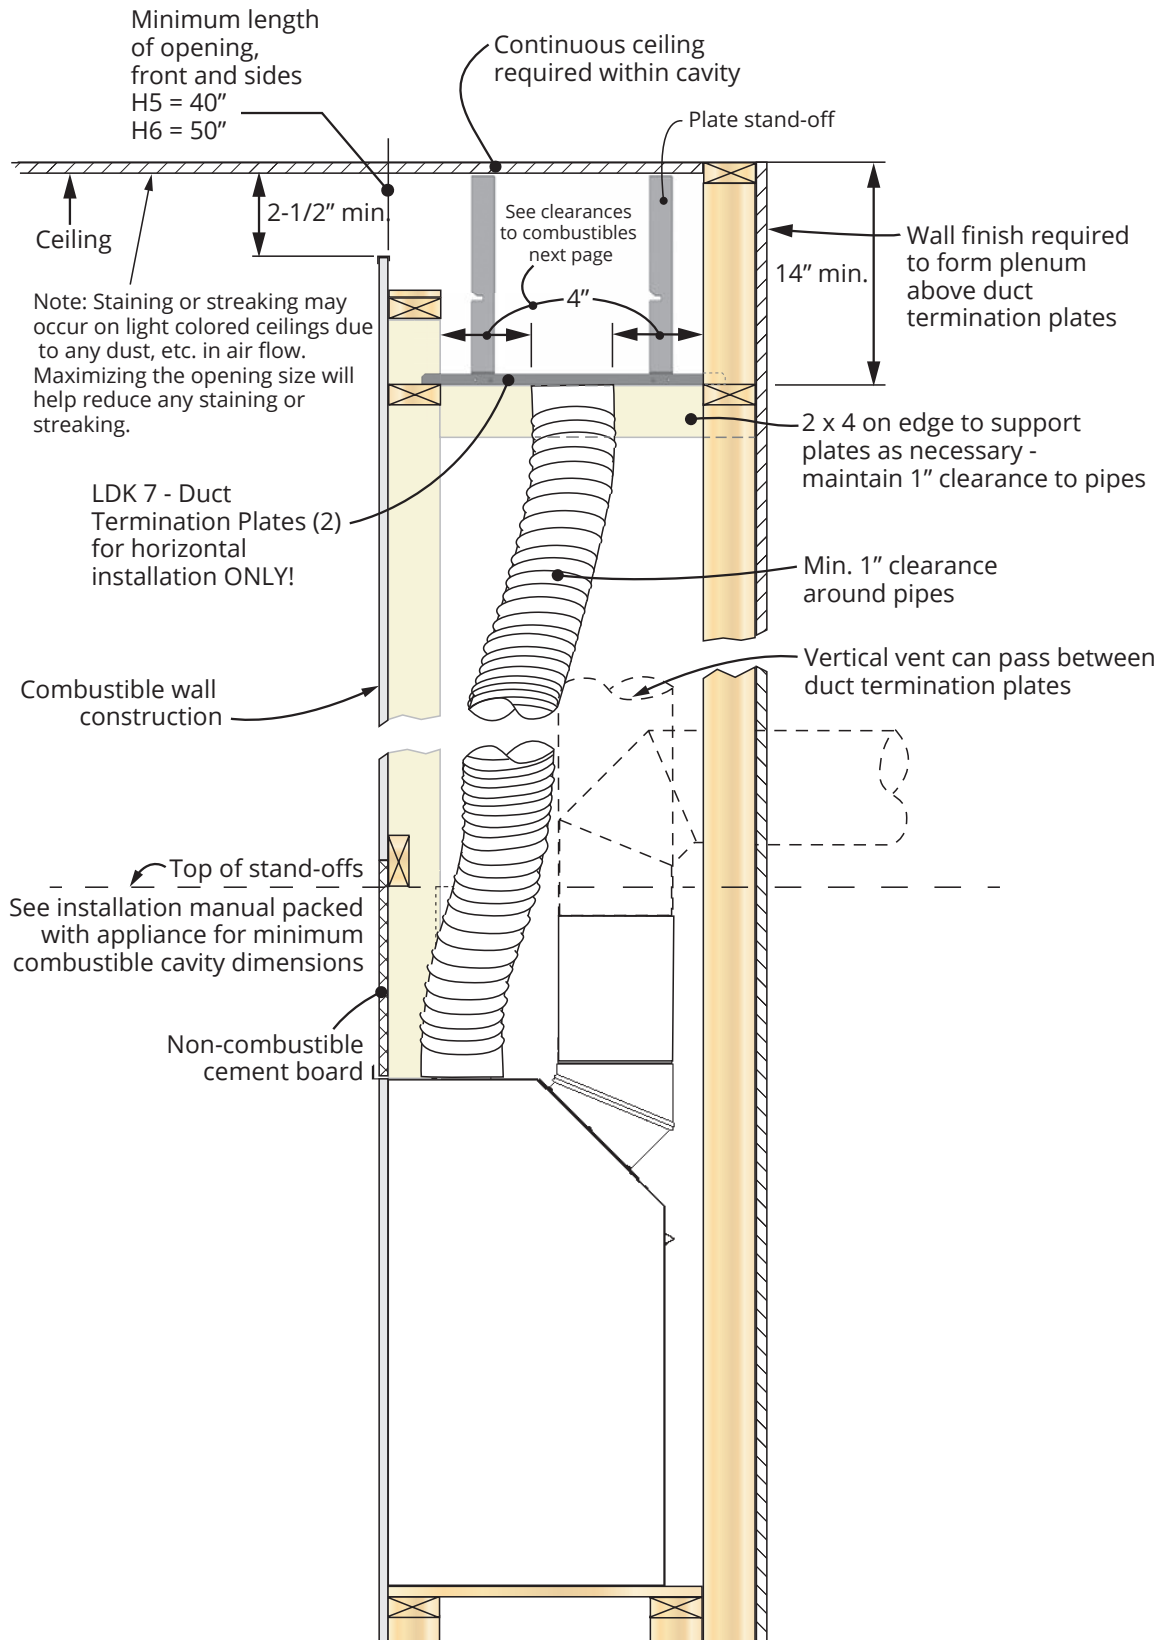 Minimum length
of opening,
front and sides
H5 = 40”
H6 = 50”
Continuous ceiling
required within cavity
Plate stand-off
2-1/2” min.
Ceiling
See clearances
to combustibles
next page
4”
14” min.
Wall finish required
to form plenum
above duct
termination plates
Note: Staining or streaking may
occur on light colored ceilings due
to any dust, etc. in air flow.
Maximizing the opening size will
help reduce any staining or
streaking.
2 x 4 on edge to support
plates as necessary -
maintain 1” clearance to pipes
LDK 7 - Duct
Termination Plates (2)
for horizontal
installation ONLY!
Min. 1” clearance
around pipes
Vertical vent can pass between
duct termination plates
Combustible wall
construction
Top of stand-offs
See installation manual packed
with appliance for minimum
combustible cavity dimensions
Non-combustible
cement board